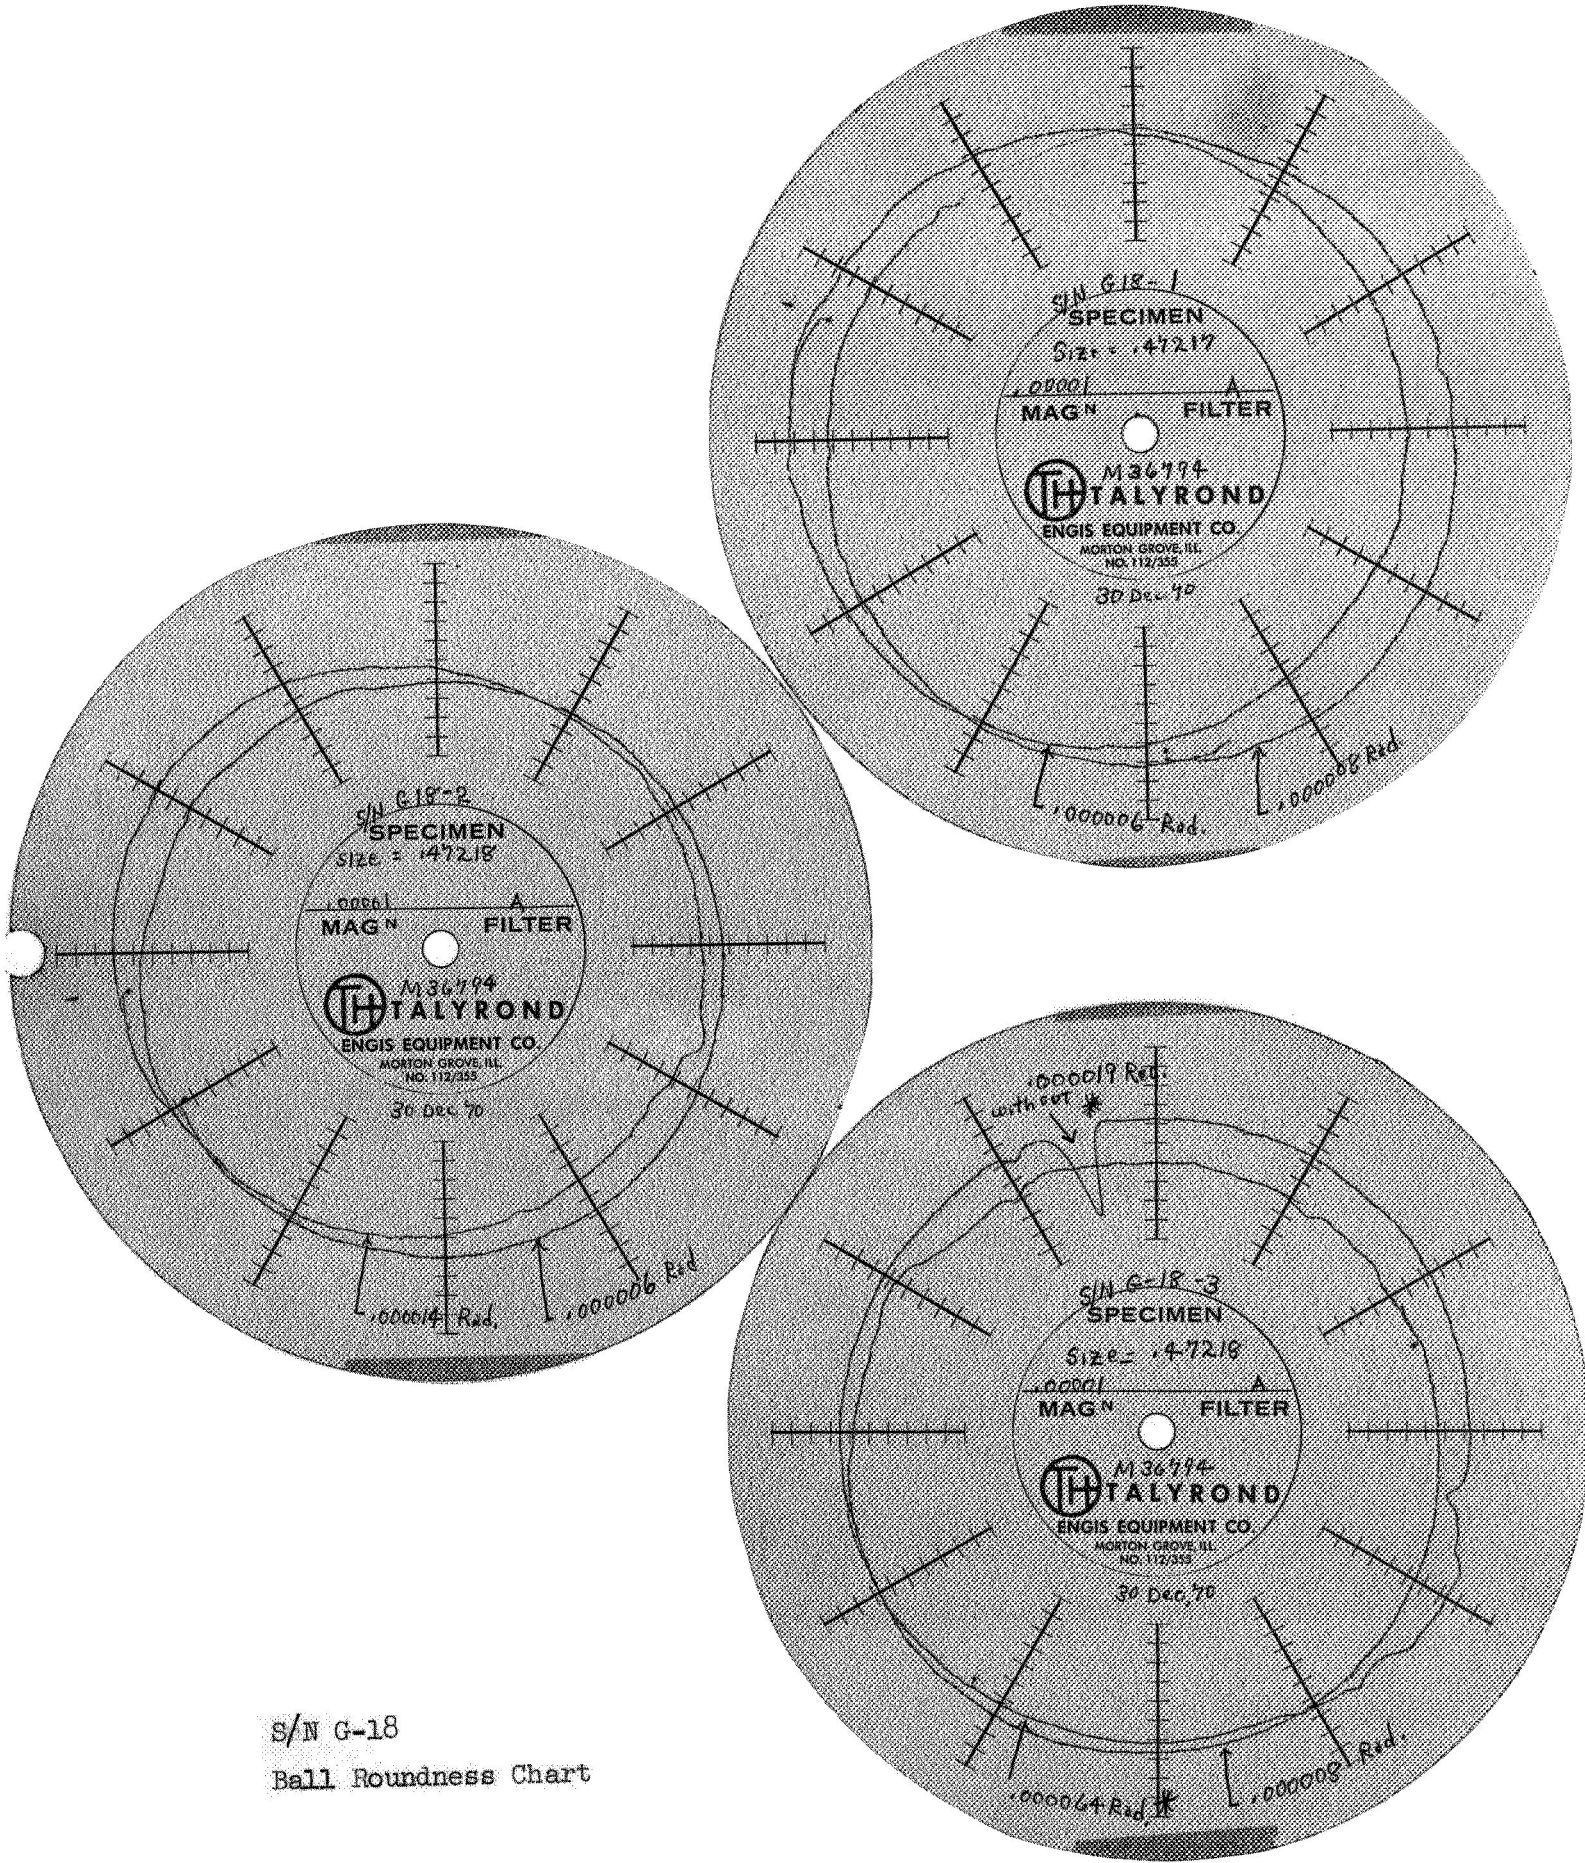 S/N G18-1
SPECIMEN
Size = .47217
.00001 A
MAG N FILTER
M36794
TH TALYROND
ENGIS EQUIPMENT CO.
MORTON GROVE, ILL.
NO. 112/355
30 Dec 70
.000006 Rad.
.000008 Rad
S/N G18-2
SPECIMEN
Size = .47218
.00001 A
MAG N FILTER
M36794
TH TALYROND
ENGIS EQUIPMENT CO.
MORTON GROVE, ILL.
NO. 112/355
30 Dec 70
.000014 Rad.
.000006 Rad
.000019 Rad.
without *
S/N G-18-3
SPECIMEN
Size = .47218
.00001 A
MAG N FILTER
M36794
TH TALYROND
ENGIS EQUIPMENT CO.
MORTON GROVE, ILL.
NO. 112/355
30 Dec, 70
.000064 Rad. *
.000008 Rad.
S/N G-18
Ball Roundness Chart